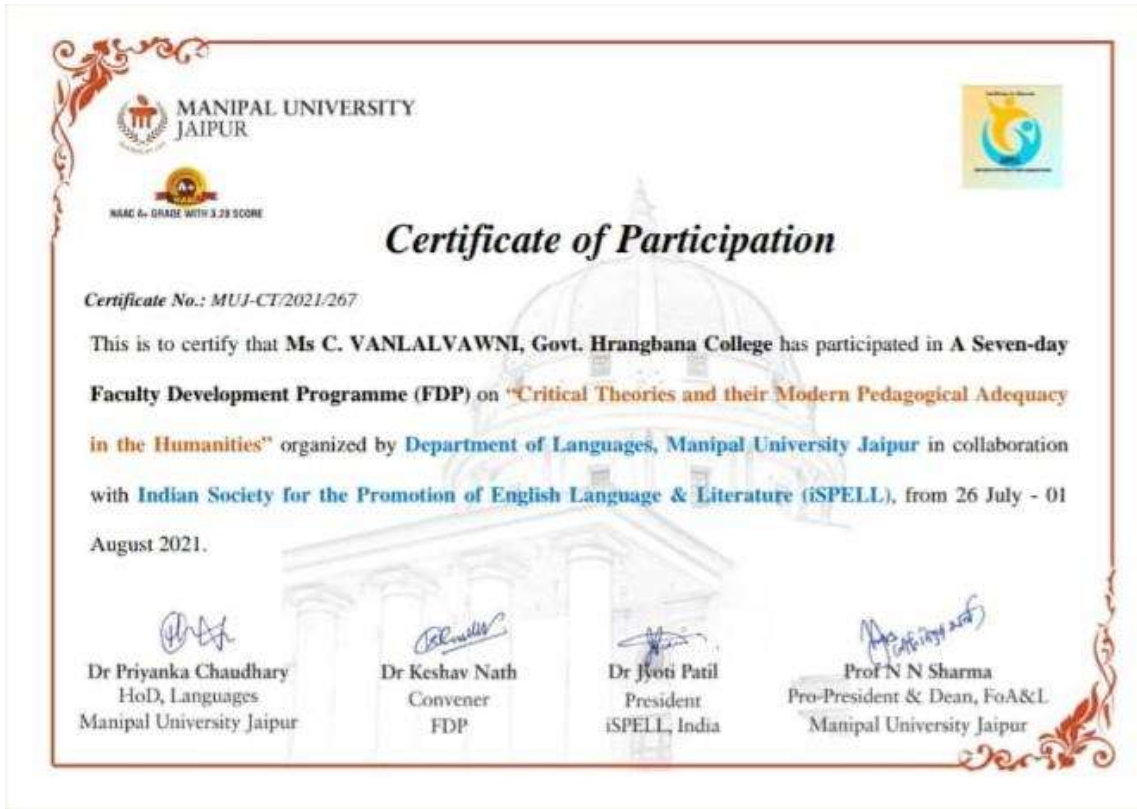 MANIPAL UNIVERSITY
JAIPUR
A+
NAAC A+ GRADE WITH 3.28 SCORE
Certificate of Participation
Certificate No.: MUJ-CT/2021/267
This is to certify that Ms C. VANLALVAWNI, Govt. Hrangbana College has participated in A Seven-day
Faculty Development Programme (FDP) on “Critical Theories and their Modern Pedagogical Adequacy
in the Humanities” organized by Department of Languages, Manipal University Jaipur in collaboration
with Indian Society for the Promotion of English Language & Literature (iSPELL), from 26 July - 01
August 2021.
Dr Priyanka Chaudhary
HoD, Languages
Manipal University Jaipur
Dr Keshav Nath
Convener
FDP
Dr Jyoti Patil
President
iSPELL, India
Prof N N Sharma
Pro-President & Dean, FoA&L
Manipal University Jaipur